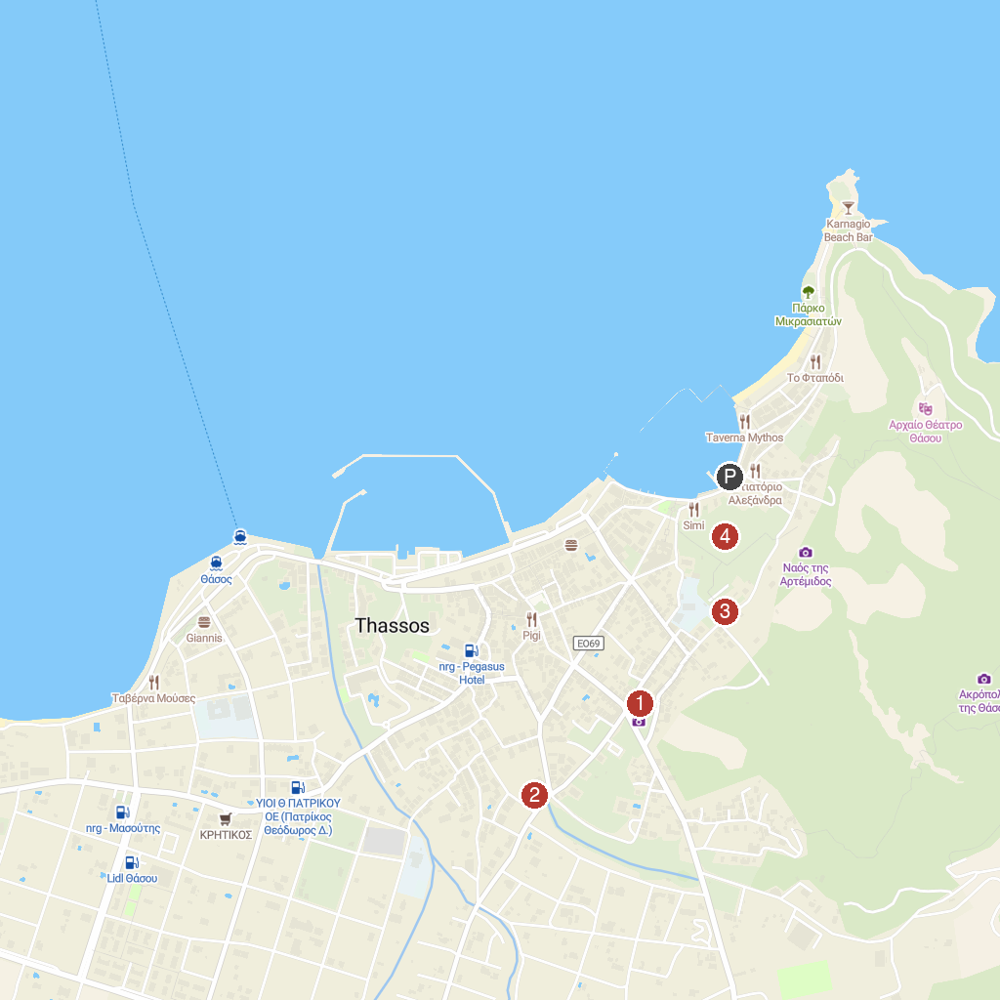 Karnagio
Beach Bar
Πάρκο
Μικρασιατών
Το Φταπόδι
Αρχαίο Θέατρο
Θάσου
Taverna Mythos
P
Αλεξάνδρα
Simi
4
Ναός της
Αρτέμιδος
Θάσος
3
Thassos
Giannis
Pigi
EO69
nrg - Pegasus
Hotel
Ταβέρνα Μούσες
1
της Θάσ
2
ΥΙΟΙ Θ ΠΑΤΡΙΚΟΥ
ΟΕ (Πατρίκος
Θεόδωρος Δ.)
nrg - Μασούτης
ΚΡΗΤΙΚΟΣ
Lidl Θάσου